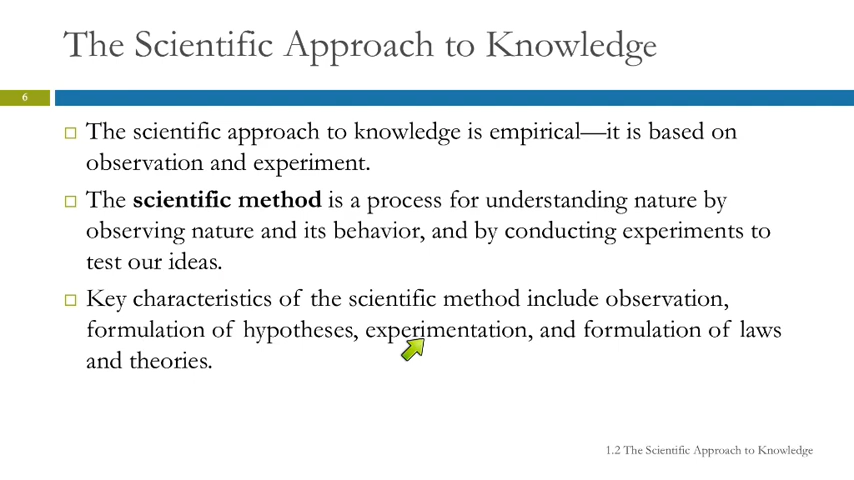 The Scientific Approach to Knowledge
6
The scientific approach to knowledge is empirical—it is based on
observation and experiment.
The scientific method is a process for understanding nature by
observing nature and its behavior, and by conducting experiments to
test our ideas.
Key characteristics of the scientific method include observation,
formulation of hypotheses, experimentation, and formulation of laws
and theories.
1.2 The Scientific Approach to Knowledge